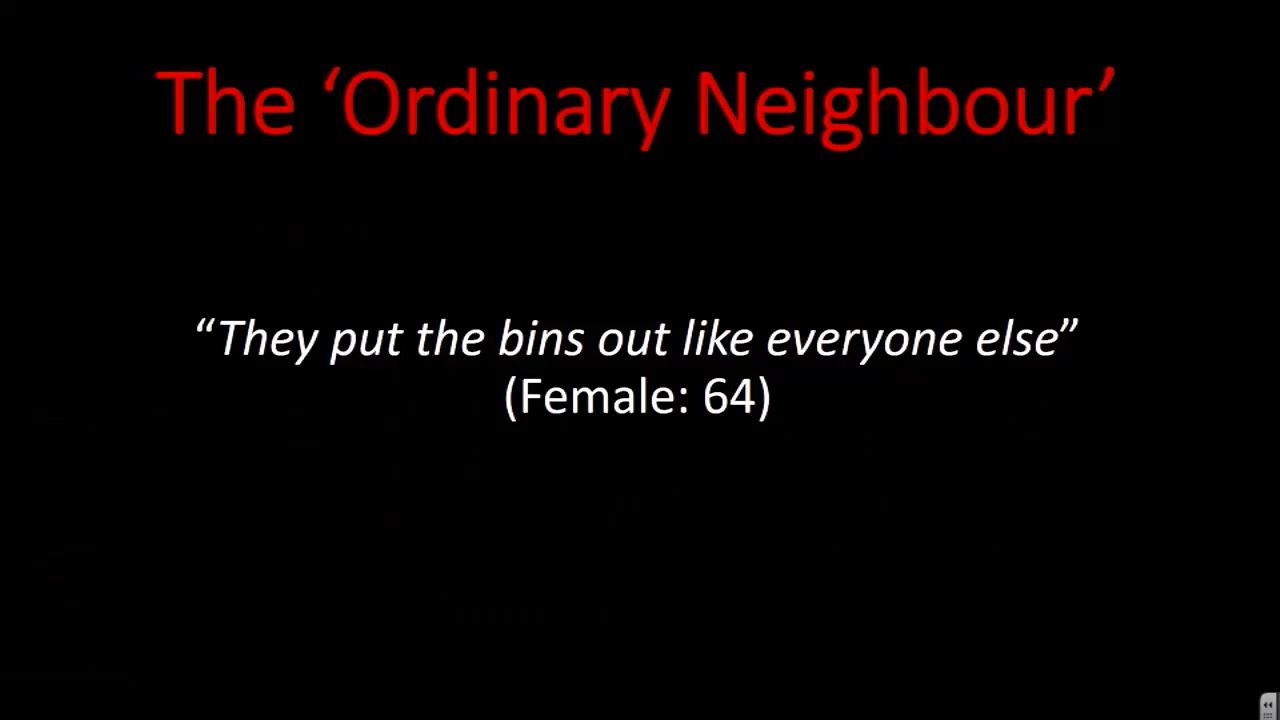 The ‘Ordinary Neighbour’
“They put the bins out like everyone else”
(Female: 64)